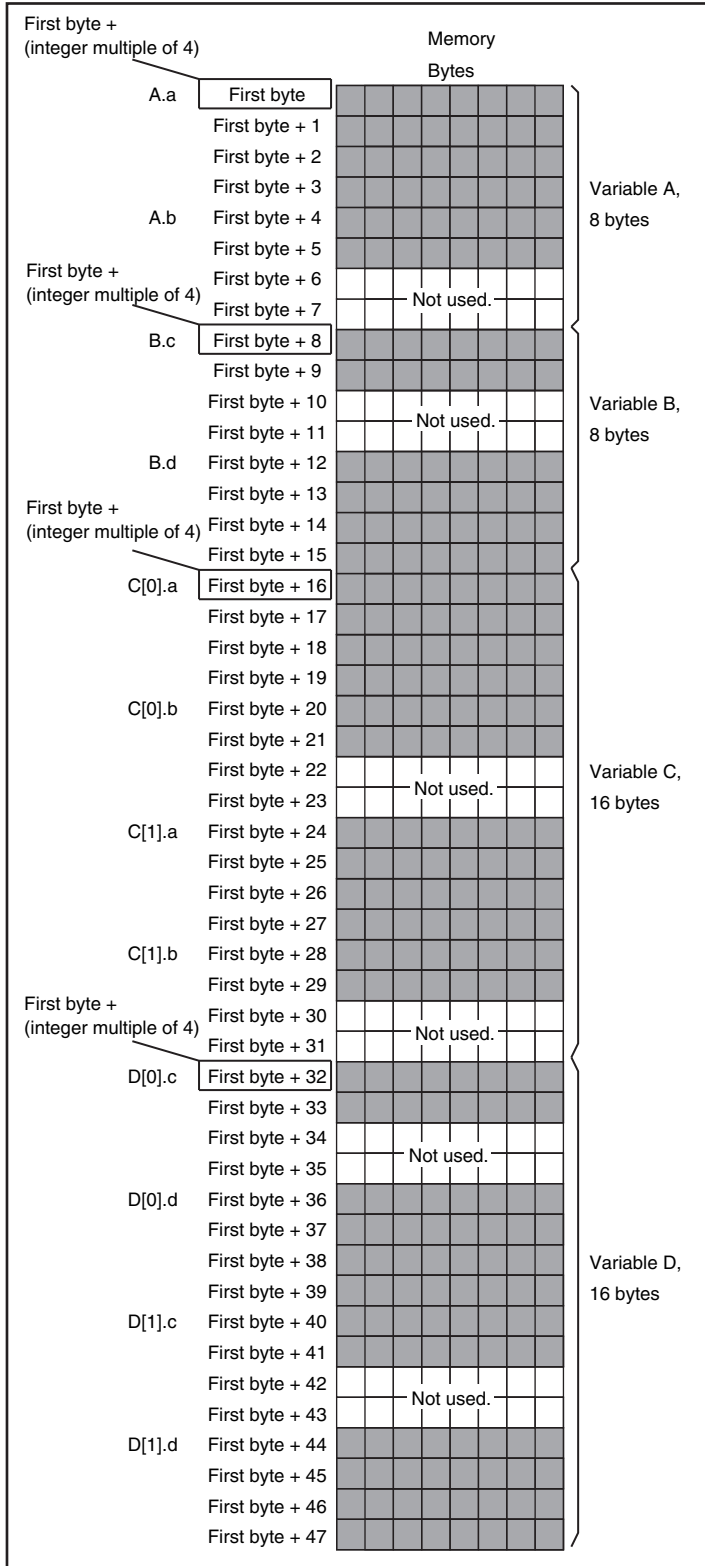 First byte +
(integer multiple of 4)
Memory
Bytes
A.a First byte
First byte + 1
First byte + 2
First byte + 3
Variable A,
8 bytes
A.b First byte + 4
First byte + 5
First byte +
(integer multiple of 4)
First byte + 6
First byte + 7
Not used.
B.c First byte + 8
First byte + 9
First byte + 10
First byte + 11
Not used.
Variable B,
8 bytes
B.d First byte + 12
First byte + 13
First byte +
(integer multiple of 4)
First byte + 14
First byte + 15
C[0].a First byte + 16
First byte + 17
First byte + 18
First byte + 19
C[0].b First byte + 20
First byte + 21
First byte + 22
First byte + 23
Not used.
Variable C,
16 bytes
C[1].a First byte + 24
First byte + 25
First byte + 26
First byte + 27
C[1].b First byte + 28
First byte + 29
First byte +
(integer multiple of 4)
First byte + 30
First byte + 31
Not used.
D[0].c First byte + 32
First byte + 33
First byte + 34
First byte + 35
Not used.
D[0].d First byte + 36
First byte + 37
First byte + 38
First byte + 39
Variable D,
16 bytes
D[1].c First byte + 40
First byte + 41
First byte + 42
First byte + 43
Not used.
D[1].d First byte + 44
First byte + 45
First byte + 46
First byte + 47